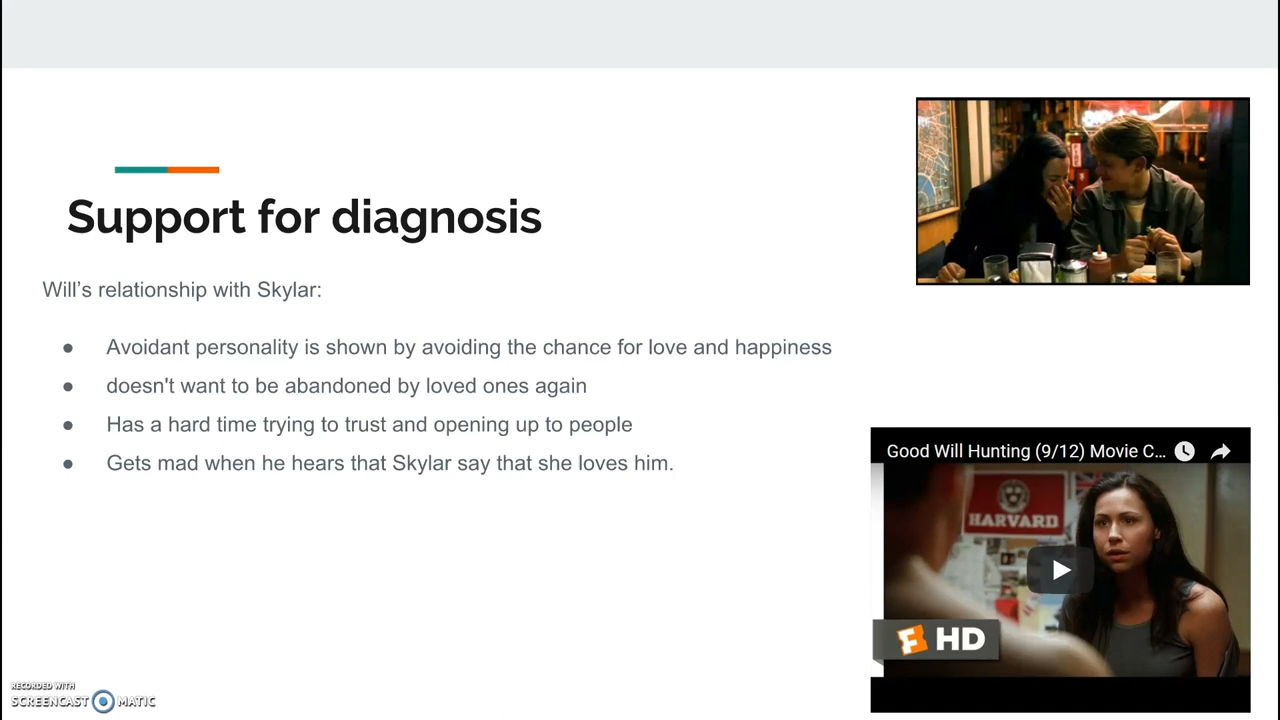 Support for diagnosis
Will's relationship with Skylar:
● Avoidant personality is shown by avoiding the chance for love and happiness
● doesn't want to be abandoned by loved ones again
● Has a hard time trying to trust and opening up to people
● Gets mad when he hears that Skylar say that she loves him.
FIRE
Good Will Hunting (9/12) Movie C...
HARVARD
F HD
RECORDED WITH
SCREENCAST MATIC